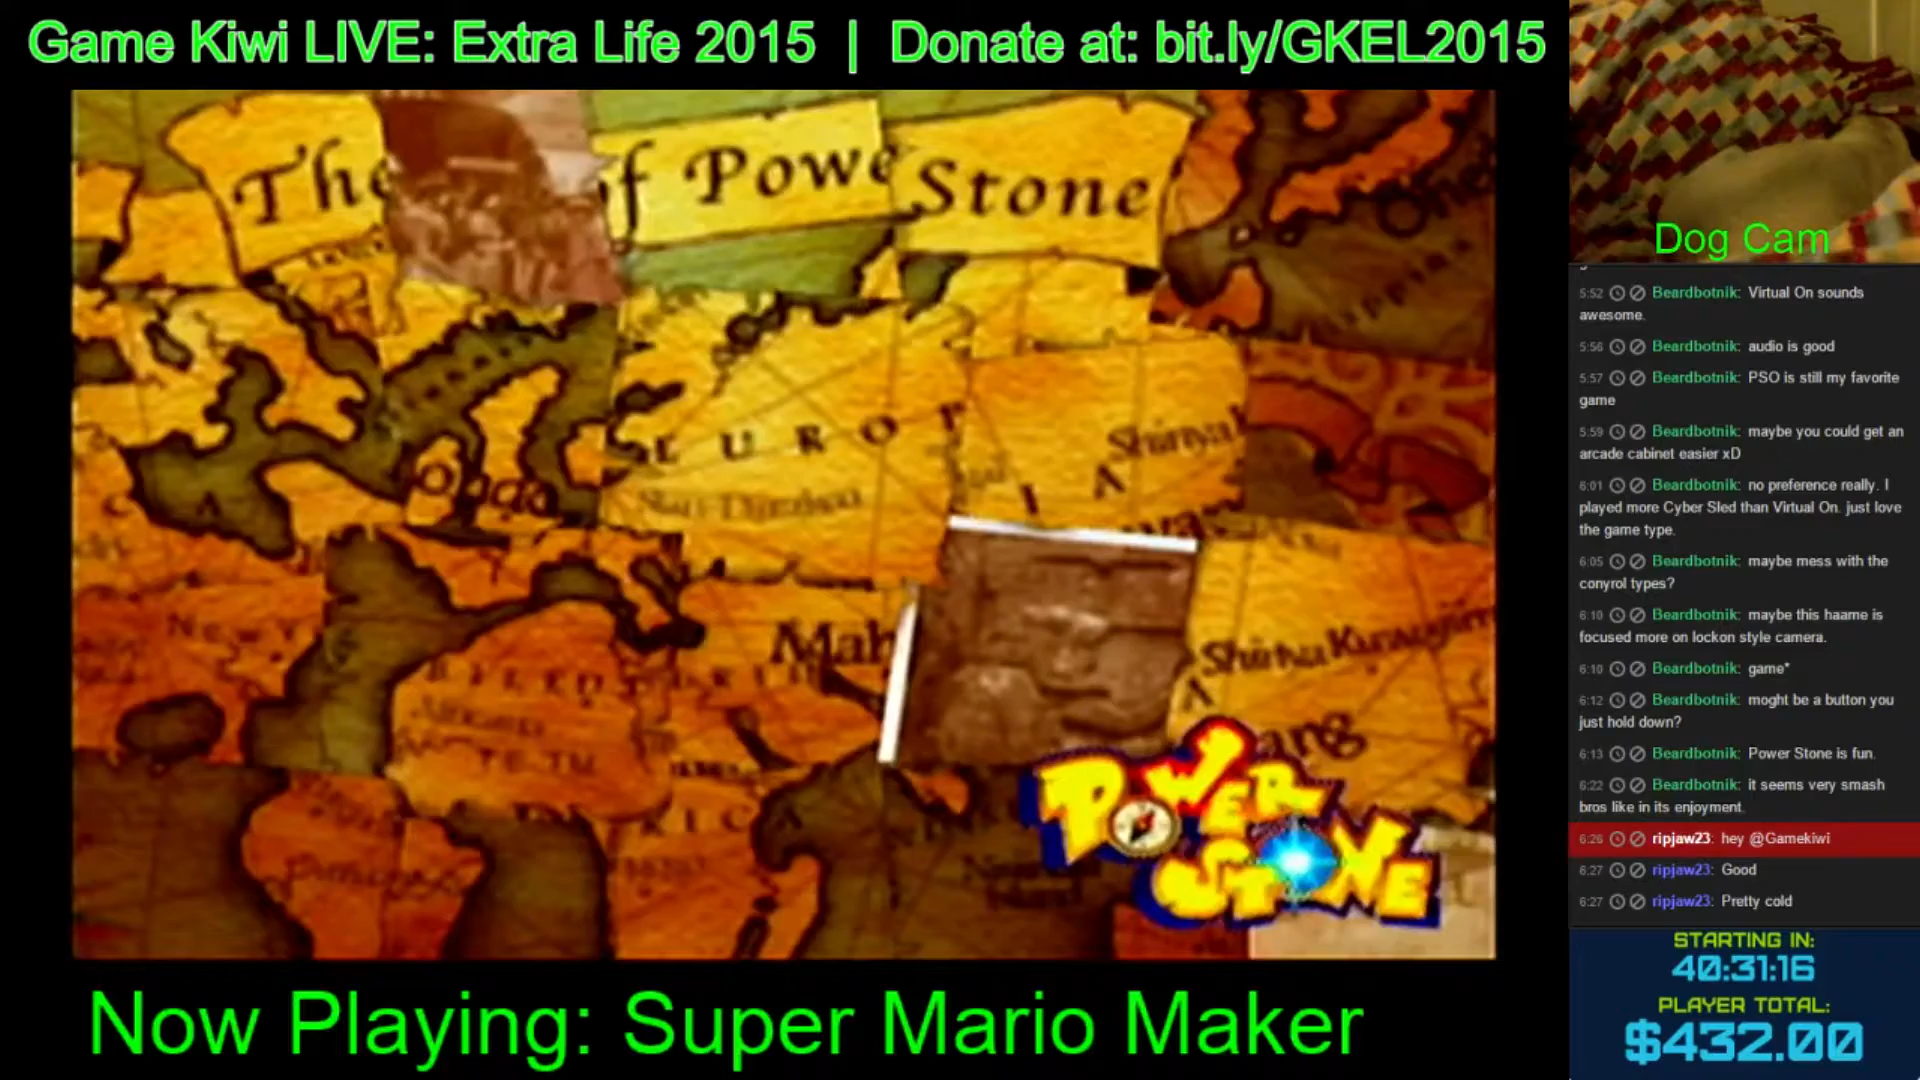 Game Kiwi LIVE: Extra Life 2015 | Donate at: bit.ly/GKEL2015
The of Powe Stone
E U R O P
Shinya
I A
Mah
Shirtsu Kunugiin
ang
POWER
STONE
Dog Cam
5:52 Beardbotnik: Virtual On sounds
awesome.
5:56 Beardbotnik: audio is good
5:57 Beardbotnik: PSO is still my favorite
game
5:59 Beardbotnik: maybe you could get an
arcade cabinet easier xD
6:01 Beardbotnik: no preference really. I
played more Cyber Sled than Virtual On. just love
the game type.
6:05 Beardbotnik: maybe mess with the
conyrol types?
6:10 Beardbotnik: maybe this haame is
focused more on lockon style camera.
6:10 Beardbotnik: game*
6:12 Beardbotnik: moght be a button you
just hold down?
6:13 Beardbotnik: Power Stone is fun.
6:22 Beardbotnik: it seems very smash
bros like in its enjoyment.
6:26 ripjaw23: hey @Gamekiwi
6:27 ripjaw23: Good
6:27 ripjaw23: Pretty cold
STARTING IN:
40:31:16
PLAYER TOTAL:
$432.00
Now Playing: Super Mario Maker